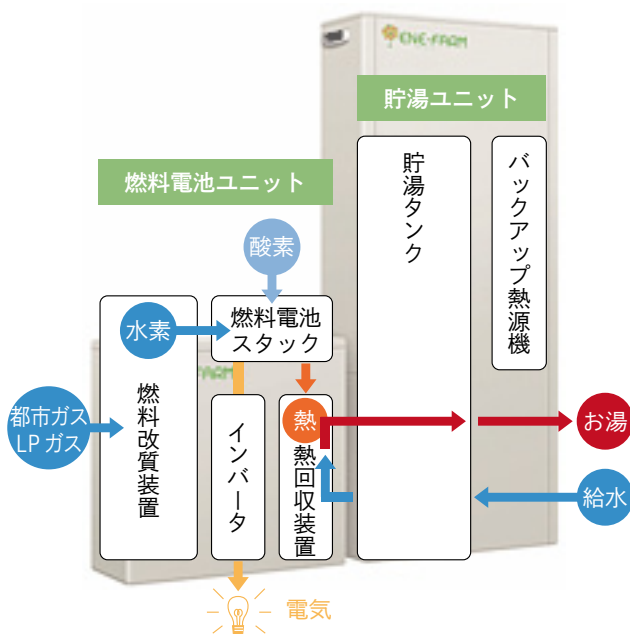 ENE-FARM
貯湯ユニット
燃料電池ユニット
貯湯タンク
バックアップ熱源機
酸素
水素
燃料電池
スタック
FARM
都市ガス
LPガス
燃料改質装置
インバータ
熱
熱回収装置
お湯
給水
電気